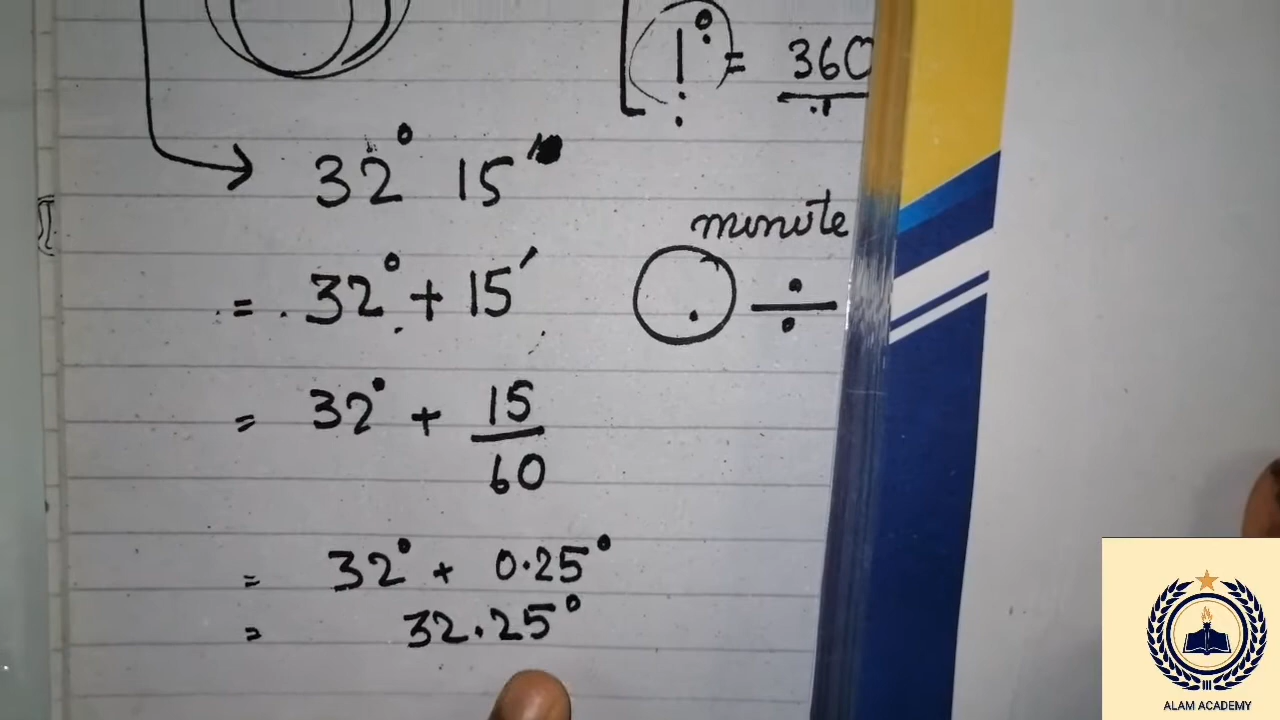 1° = 360
32° 15'
minute
= 32° + 15'
÷
= 32° + 15/60
= 32° + 0.25°
= 32.25°
ALAM ACADEMY